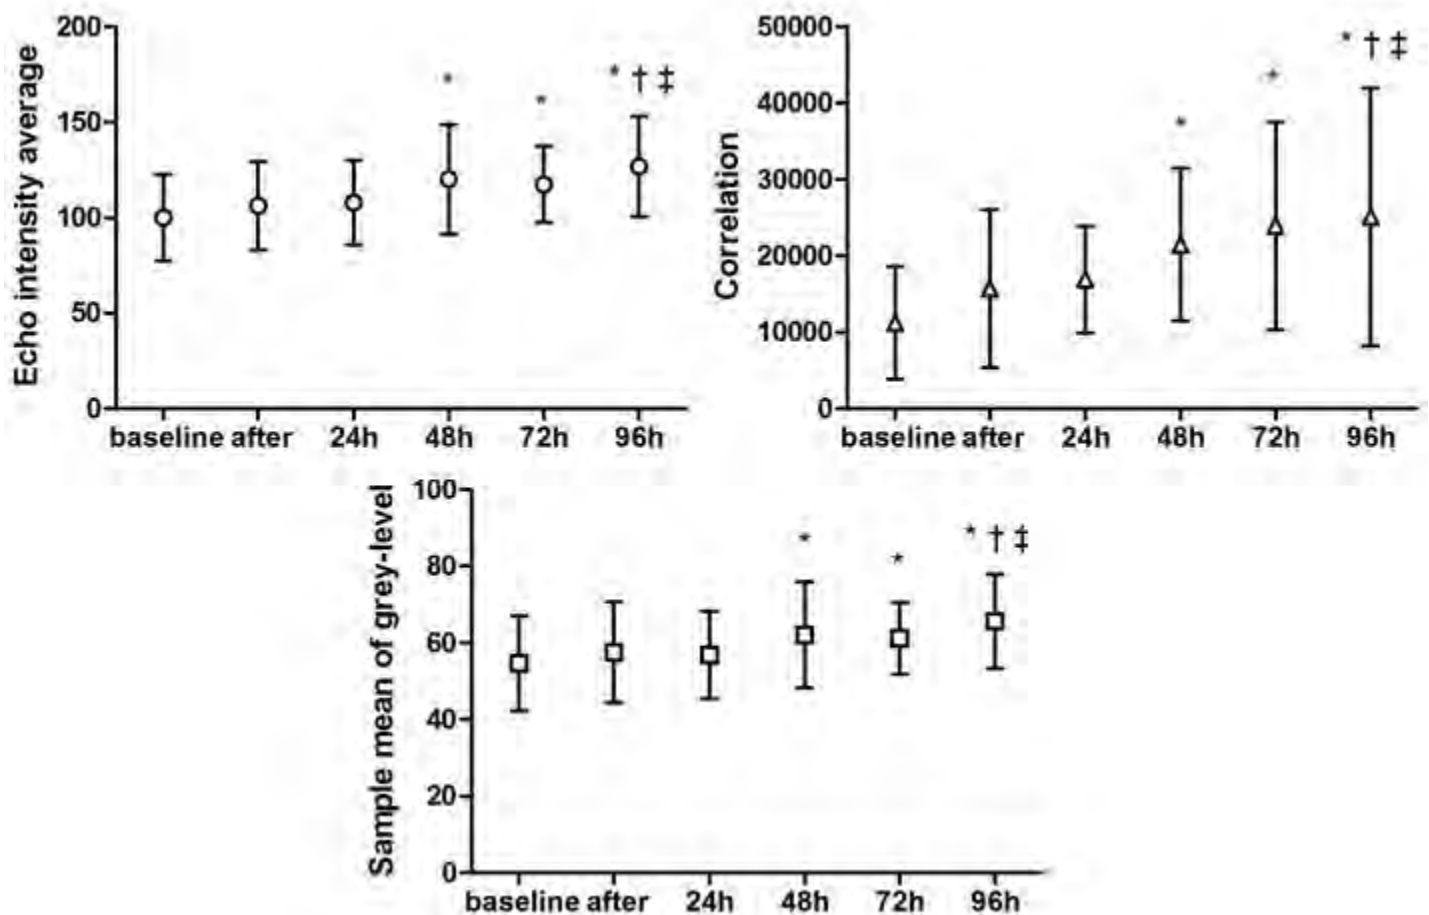 Echo intensity average
200
150
100
50
0
* * * † ‡
baseline after 24h 48h 72h 96h
Correlation
50000
40000
30000
20000
10000
0
* * * † ‡
baseline after 24h 48h 72h 96h
Sample mean of grey-level
100
80
60
40
20
0
* * * † ‡
baseline after 24h 48h 72h 96h